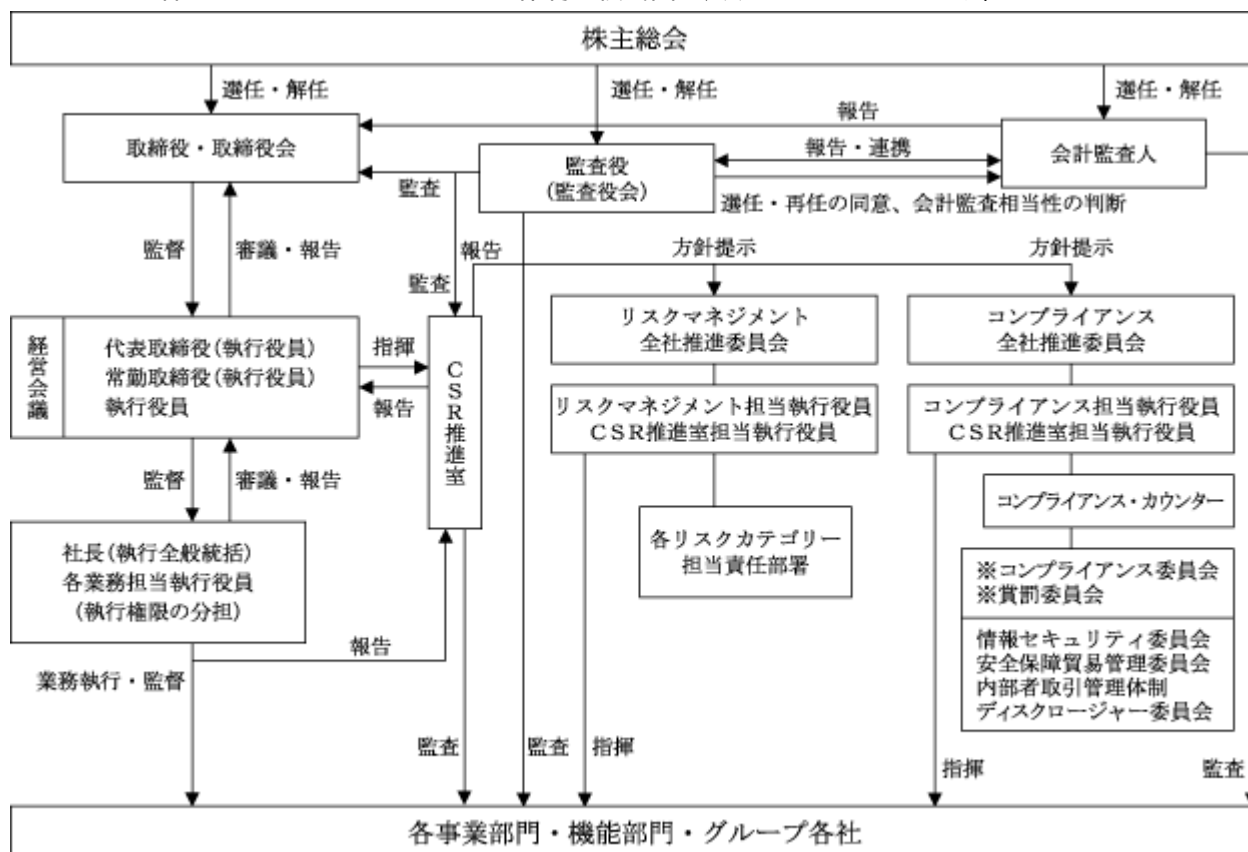 株主総会
選任・解任
選任・解任
選任・解任
報告
取締役・取締役会
監査役
(監査役会)
報告・連携
会計監査人
監査
選任・再任の同意、会計監査相当性の判断
監督
審議・報告
監査
報告
方針提示
方針提示
経営会議
代表取締役(執行役員)
常勤取締役(執行役員)
執行役員
指揮
報告
CSR推進室
リスクマネジメント
全社推進委員会
コンプライアンス
全社推進委員会
リスクマネジメント担当執行役員
CSR推進室担当執行役員
コンプライアンス担当執行役員
CSR推進室担当執行役員
監督
審議・報告
コンプライアンス・カウンター
社長(執行全般統括)
各業務担当執行役員
(執行権限の分担)
各リスクカテゴリー
担当責任部署
※コンプライアンス委員会
※賞罰委員会
情報セキュリティ委員会
安全保障貿易管理委員会
内部者取引管理体制
ディスクロージャー委員会
報告
業務執行・監督
監査
監査
指揮
指揮
監査
各事業部門・機能部門・グループ各社